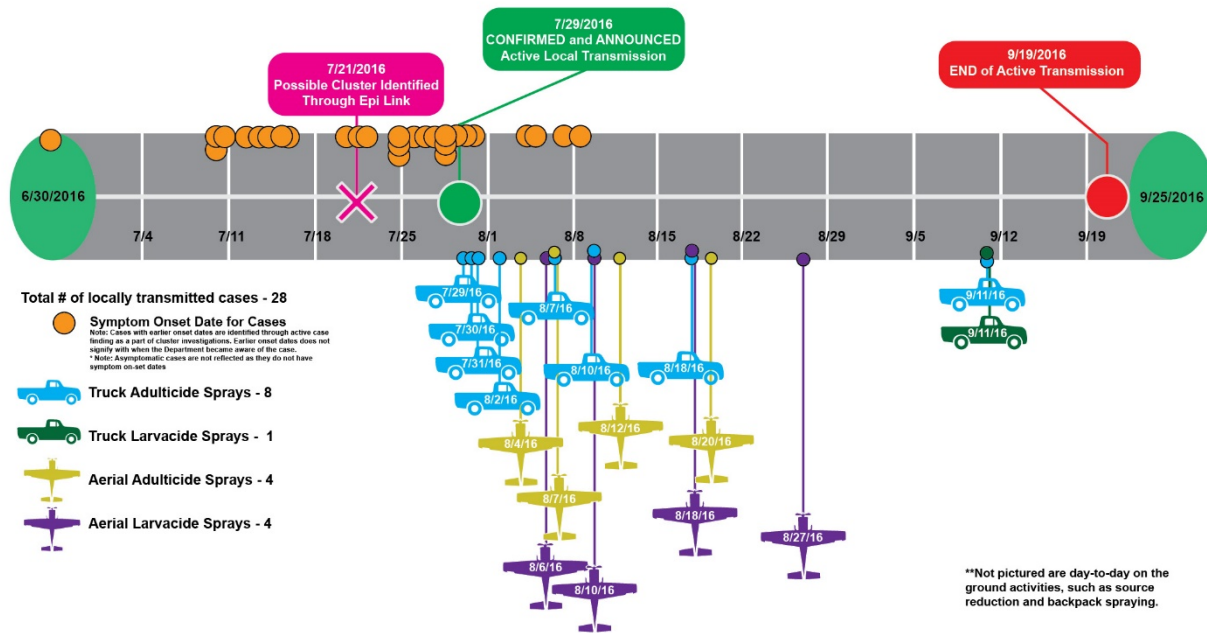 7/21/2016
Possible Cluster Identified
Through Epi Link
7/29/2016
CONFIRMED and ANNOUNCED
Active Local Transmission
9/19/2016
END of Active Transmission
6/30/2016
9/25/2016
7/4
7/11
7/18
7/25
8/1
8/8
8/15
8/22
8/29
9/5
9/12
9/19
Total # of locally transmitted cases - 28
Symptom Onset Date for Cases
Note: Cases with earlier onset dates are identified through active case
finding as a part of cluster investigations. Earlier onset dates does not
signify with when the Department became aware of the case.
* Note: Asymptomatic cases are not reflected as they do not have
symptom on-set dates
Truck Adulticide Sprays - 8
Truck Larvacide Sprays - 1
Aerial Adulticide Sprays - 4
Aerial Larvacide Sprays - 4
7/29/16
7/30/16
7/31/16
8/2/16
8/7/16
8/10/16
8/18/16
9/11/16
9/11/16
8/4/16
8/7/16
8/12/16
8/20/16
8/6/16
8/10/16
8/18/16
8/27/16
**Not pictured are day-to-day on the
ground activities, such as source
reduction and backpack spraying.